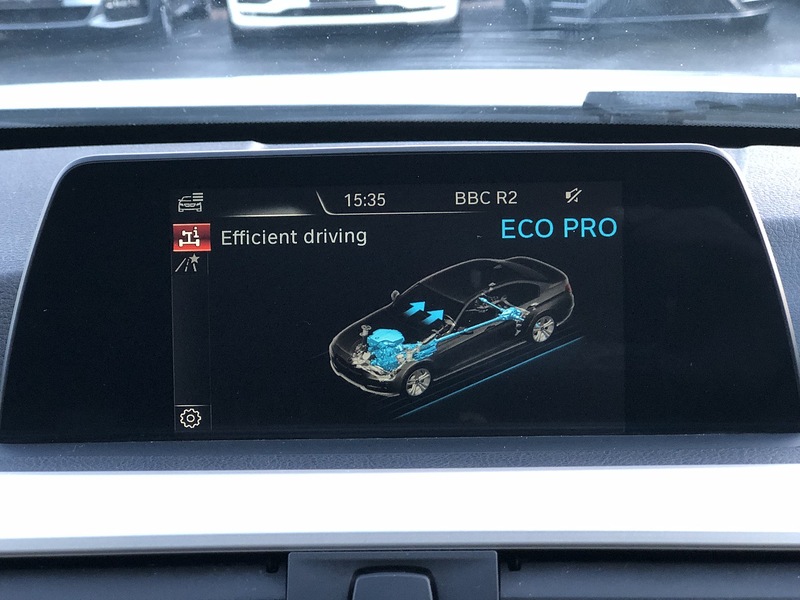 15:35 BBC R2
Efficient driving
ECO PRO